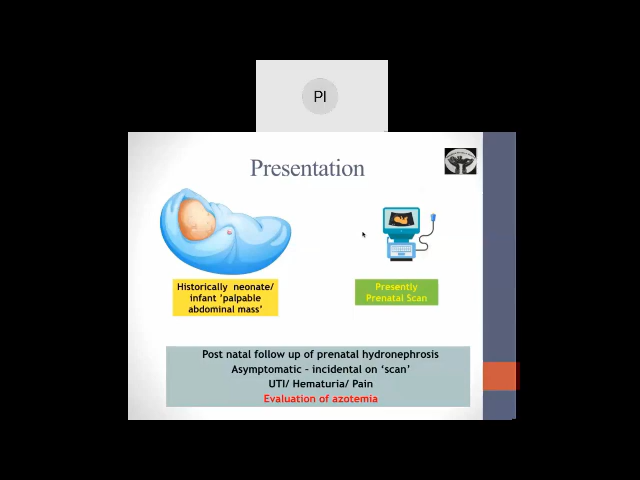 PI
Presentation
Historically neonate/
infant ‘palpable
abdominal mass’
Presently
Prenatal Scan
Post natal follow up of prenatal hydronephrosis
Asymptomatic – incidental on ‘scan’
UTI/ Hematuria/ Pain
Evaluation of azotemia